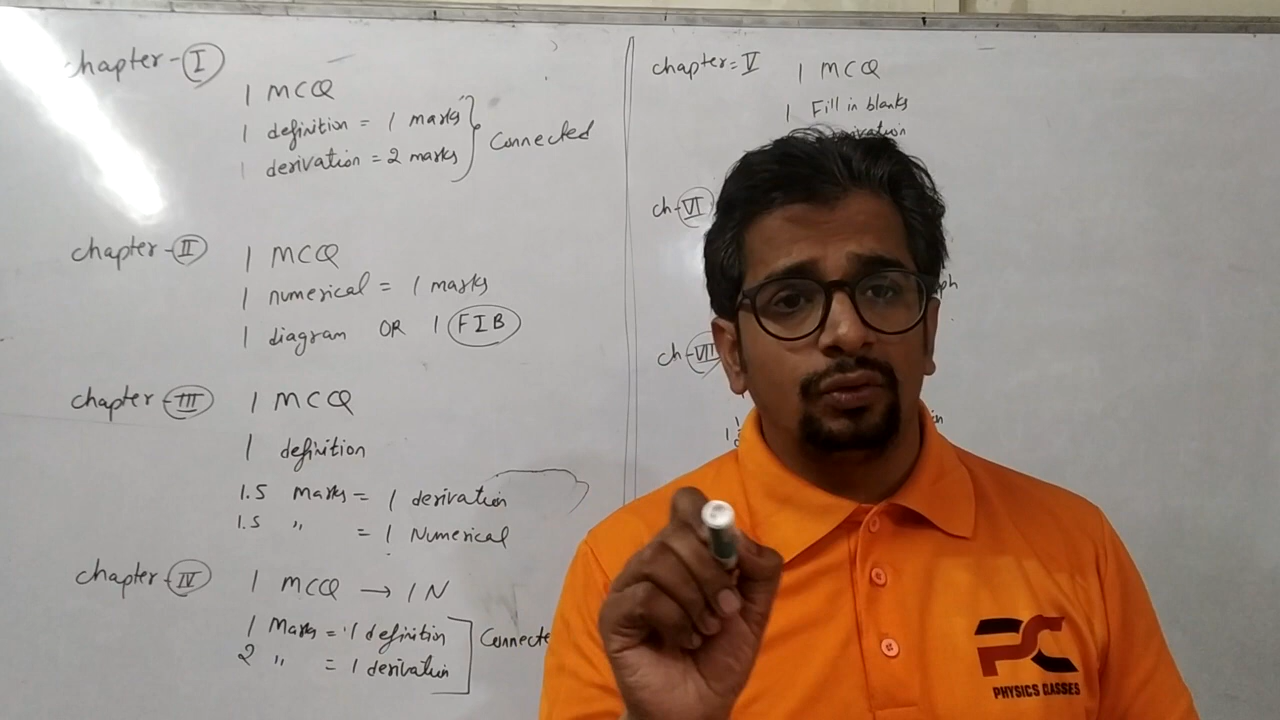 chapter - I
1 MCQ
1 definition = 1 marks
1 derivation = 2 marks
Connected
chapter - II
1 MCQ
1 numerical = 1 marks
1 diagram OR 1 FIB
chapter - III
1 MCQ
1 definition
1.5 Marks = 1 derivation
1.5 " = 1 Numerical
chapter - IV
1 MCQ → 1 N
1 Marks = 1 definition
2 " = 1 derivation
Connecte
chapter = V
1 MCQ
1 Fill in blanks
ch - VI
ch - VII
PC
PHYSICS CLASSES